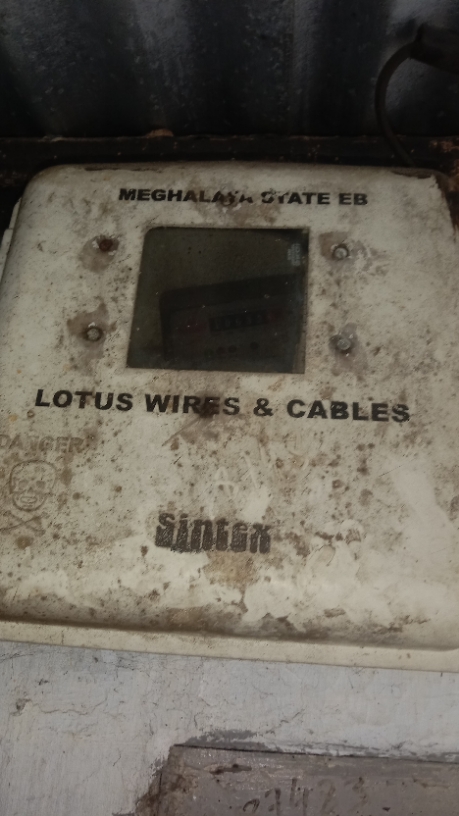 MEGHALAYA STATE EB
LOTUS WIRES & CABLES
DANGER
Sintex